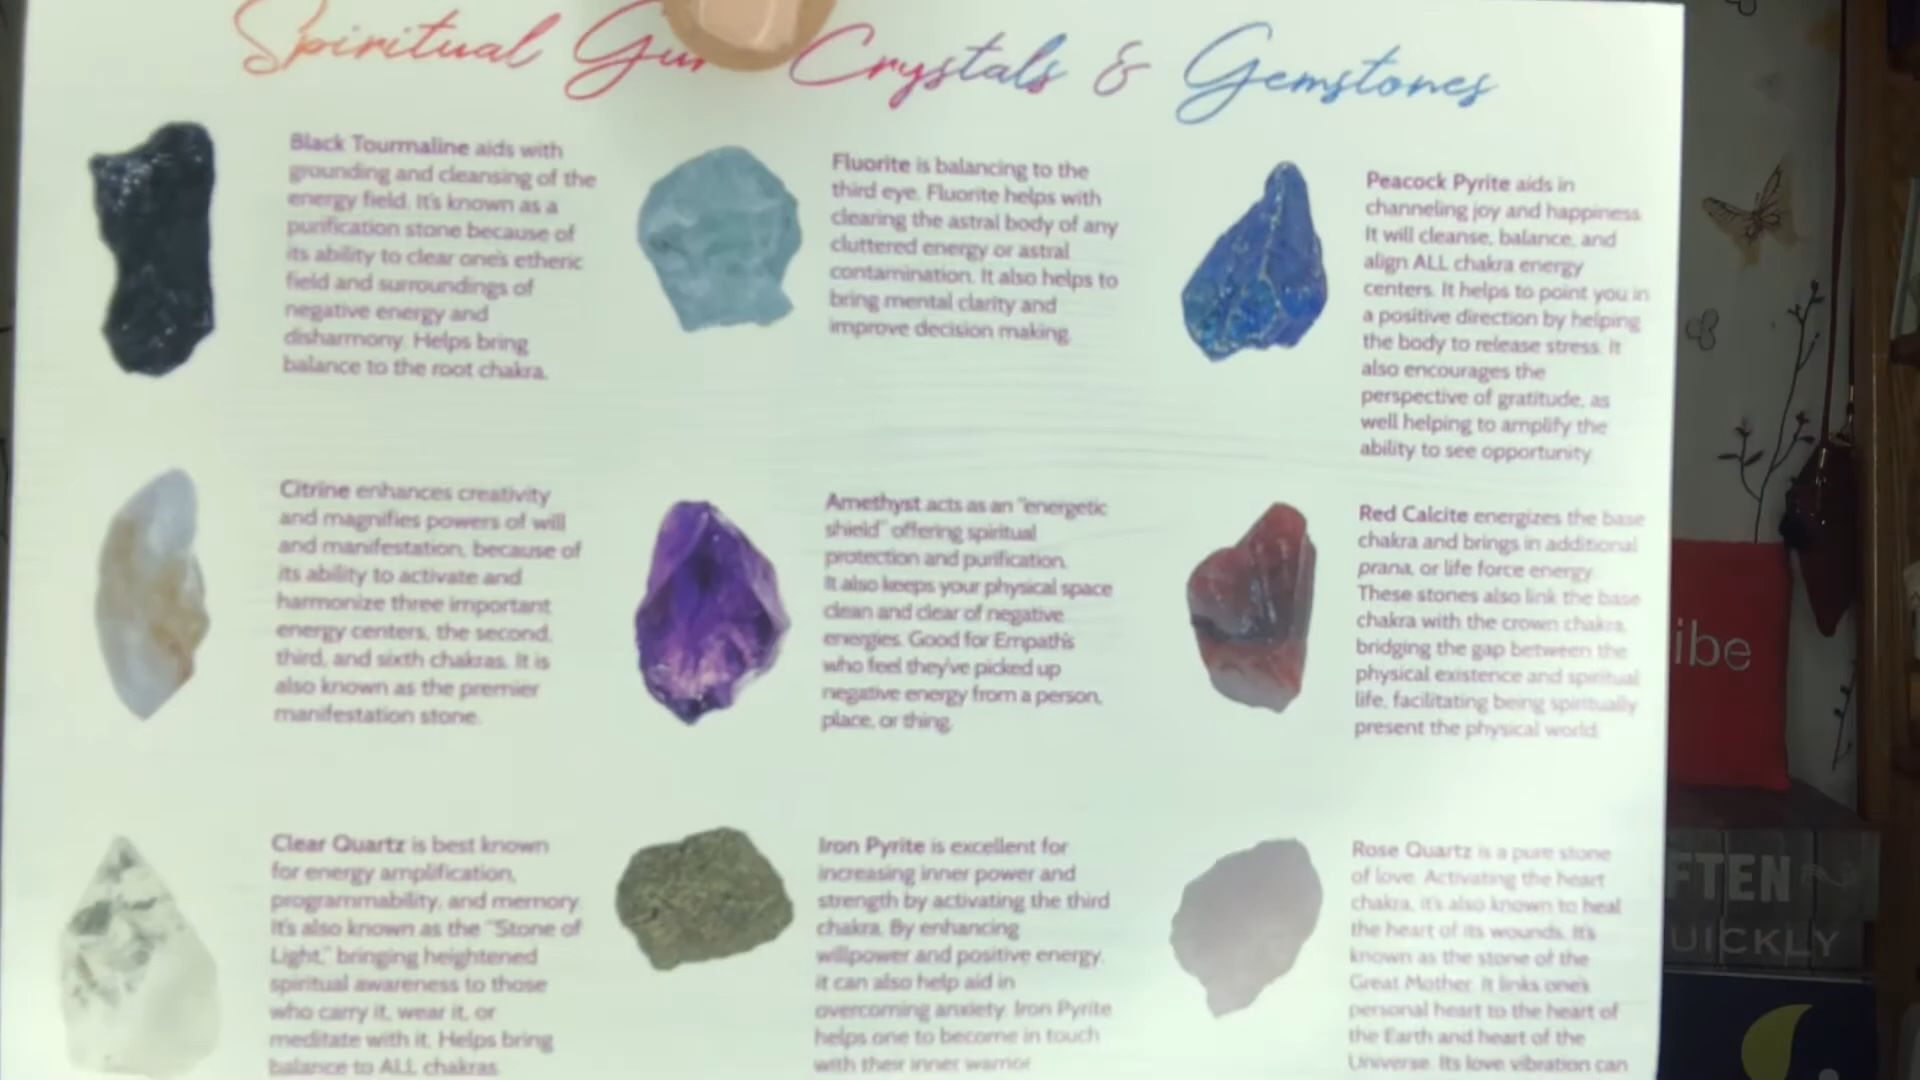 Spiritual Crystals & Gemstones
Black Tourmaline aids with
grounding and cleansing of the
energy field. It's known as a
purification stone because of
its ability to clear one's etheric
field and surroundings of
negative energy and
disharmony. Helps bring
balance to the root chakra.
Fluorite is balancing to the
third eye. Fluorite helps with
clearing the astral body of any
cluttered energy or astral
contamination. It also helps to
bring mental clarity and
improve decision making.
Peacock Pyrite aids in
channeling joy and happiness.
It will cleanse, balance, and
align ALL chakra energy
centers. It helps to point you in
a positive direction by helping
the body to release stress. It
also encourages the
perspective of gratitude, as
well helping to amplify the
ability to see opportunity.
Citrine enhances creativity
and magnifies powers of will
and manifestation, because of
its ability to activate and
harmonize three important
energy centers, the second,
third, and sixth chakras. It is
also known as the premier
manifestation stone.
Amethyst acts as an "energetic
shield" offering spiritual
protection and purification.
It also keeps your physical space
clean and clear of negative
energies. Good for Empath's
who feel they've picked up
negative energy from a person,
place, or thing.
Red Calcite energizes the base
chakra and brings in additional
prana, or life force energy.
These stones also link the base
chakra with the crown chakra,
bridging the gap between the
physical existence and spiritual
life, facilitating being spiritually
present the physical world.
Clear Quartz is best known
for energy amplification,
programmability, and memory.
It's also known as the "Stone of
Light," bringing heightened
spiritual awareness to those
who carry it, wear it, or
meditate with it. Helps bring
balance to ALL chakras.
Iron Pyrite is excellent for
increasing inner power and
strength by activating the third
chakra. By enhancing
willpower and positive energy,
it can also help aid in
overcoming anxiety. Iron Pyrite
helps one to become in touch
with their inner warrior.
Rose Quartz is a pure stone
of love. Activating the heart
chakra, it's also known to heal
the heart of its wounds. It's
known as the stone of the
Great Mother. It links one's
personal heart to the heart of
the Earth and heart of the
Universe. Its love vibration can
ibe
FTEN
UICKLY